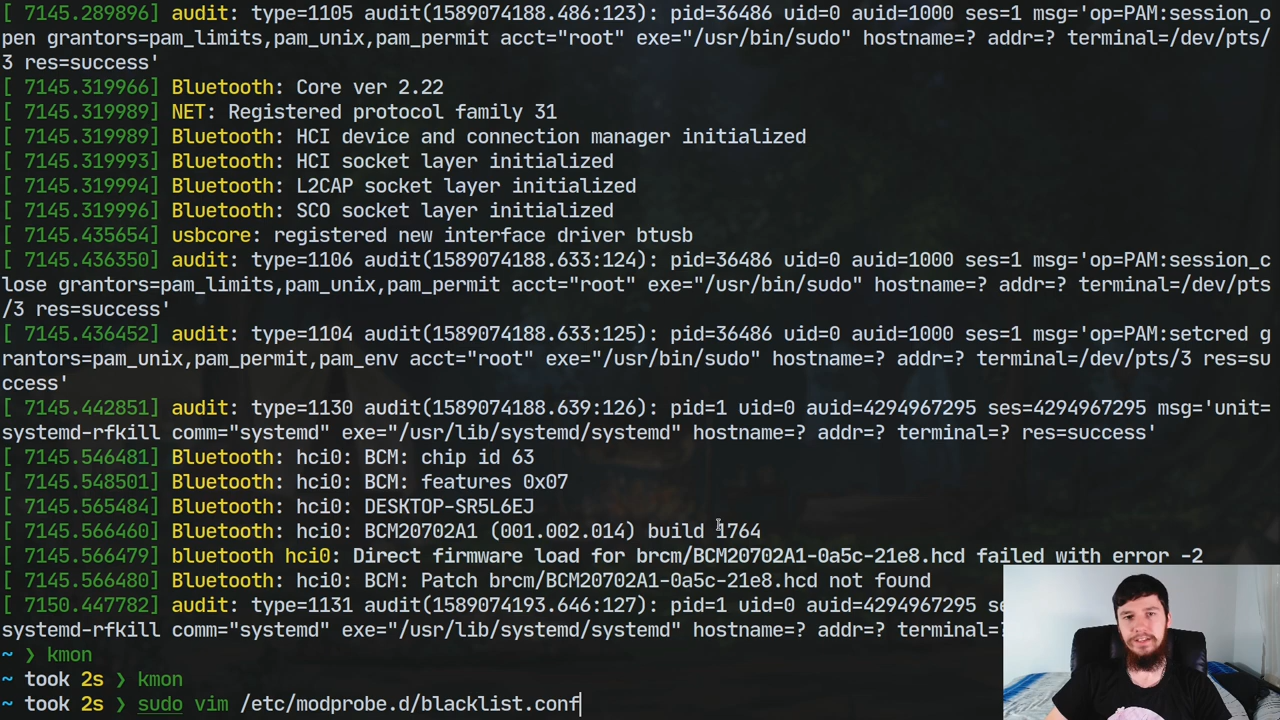 [ 7145.289896] audit: type=1105 audit(1589074188.486:123): pid=36486 uid=0 auid=1000 ses=1 msg='op=PAM:session_o
pen grantors=pam_limits,pam_unix,pam_permit acct="root" exe="/usr/bin/sudo" hostname=? addr=? terminal=/dev/pts/
3 res=success'
[ 7145.319966] Bluetooth: Core ver 2.22
[ 7145.319989] NET: Registered protocol family 31
[ 7145.319989] Bluetooth: HCI device and connection manager initialized
[ 7145.319993] Bluetooth: HCI socket layer initialized
[ 7145.319994] Bluetooth: L2CAP socket layer initialized
[ 7145.319996] Bluetooth: SCO socket layer initialized
[ 7145.435654] usbcore: registered new interface driver btusb
[ 7145.436350] audit: type=1106 audit(1589074188.633:124): pid=36486 uid=0 auid=1000 ses=1 msg='op=PAM:session_c
lose grantors=pam_limits,pam_unix,pam_permit acct="root" exe="/usr/bin/sudo" hostname=? addr=? terminal=/dev/pts
/3 res=success'
[ 7145.436452] audit: type=1104 audit(1589074188.633:125): pid=36486 uid=0 auid=1000 ses=1 msg='op=PAM:setcred g
rantors=pam_unix,pam_permit,pam_env acct="root" exe="/usr/bin/sudo" hostname=? addr=? terminal=/dev/pts/3 res=su
ccess'
[ 7145.442851] audit: type=1130 audit(1589074188.639:126): pid=1 uid=0 auid=4294967295 ses=4294967295 msg='unit=
systemd-rfkill comm="systemd" exe="/usr/lib/systemd/systemd" hostname=? addr=? terminal=? res=success'
[ 7145.546481] Bluetooth: hci0: BCM: chip id 63
[ 7145.548501] Bluetooth: hci0: BCM: features 0x07
[ 7145.565484] Bluetooth: hci0: DESKTOP-SR5L6EJ
[ 7145.566460] Bluetooth: hci0: BCM20702A1 (001.002.014) build 1764
[ 7145.566479] bluetooth hci0: Direct firmware load for brcm/BCM20702A1-0a5c-21e8.hcd failed with error -2
[ 7145.566480] Bluetooth: hci0: BCM: Patch brcm/BCM20702A1-0a5c-21e8.hcd not found
[ 7150.447782] audit: type=1131 audit(1589074193.646:127): pid=1 uid=0 auid=4294967295
systemd-rfkill comm="systemd" exe="/usr/lib/systemd/systemd" hostname=? addr=? terminal=
~ ❯ kmon
~ took 2s ❯ kmon
~ took 2s ❯ sudo vim /etc/modprobe.d/blacklist.conf